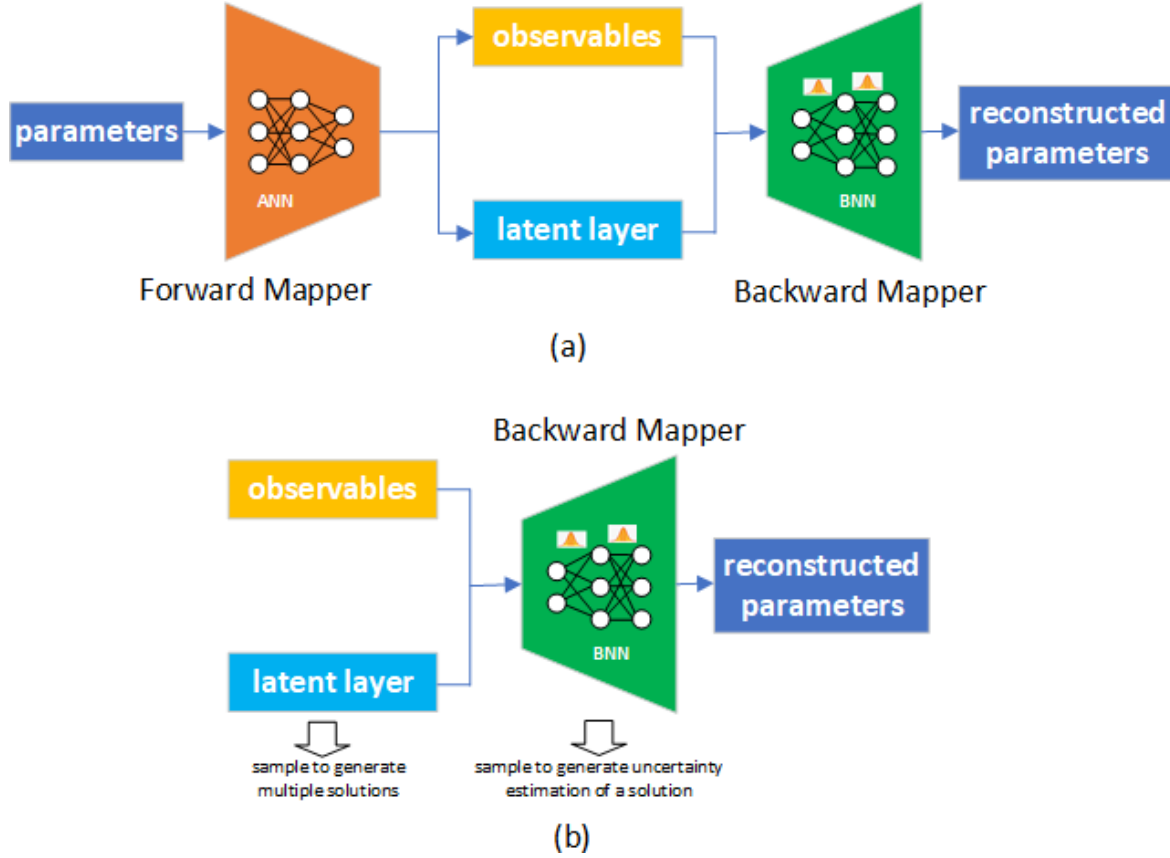 observables
parameters
ANN
BNN
reconstructed
parameters
latent layer
Forward Mapper
Backward Mapper
(a)
Backward Mapper
observables
reconstructed
parameters
BNN
latent layer
sample to generate
multiple solutions
sample to generate uncertainty
estimation of a solution
(b)